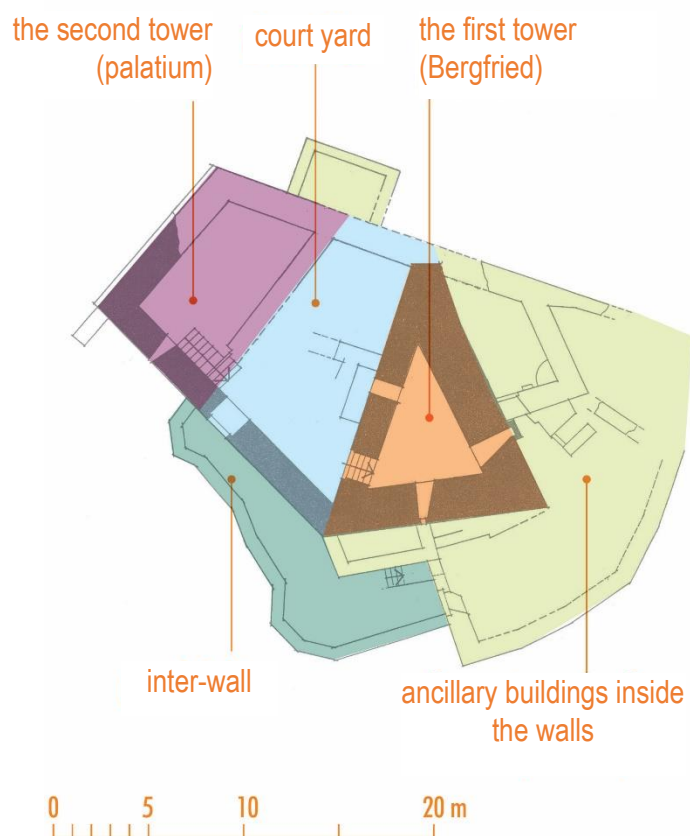 the second tower
(palatium)
court yard
the first tower
(Bergfried)
inter-wall
ancillary buildings inside
the walls
0 5 10 20 m